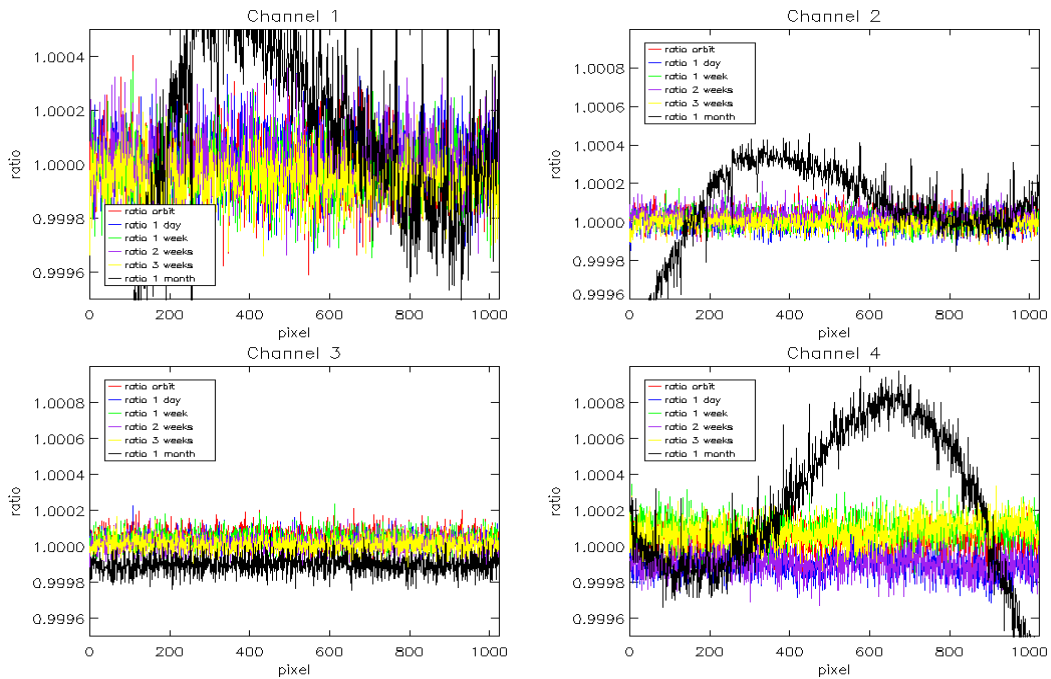 Channel 1
ratio
1.0004
1.0002
1.0000
0.9998
0.9996
ratio orbit
ratio 1 day
ratio 1 week
ratio 2 weeks
ratio 3 weeks
ratio 1 month
0 200 400 600 800 1000
pixel
Channel 2
ratio
1.0008
1.0006
1.0004
1.0002
1.0000
0.9998
0.9996
ratio orbit
ratio 1 day
ratio 1 week
ratio 2 weeks
ratio 3 weeks
ratio 1 month
0 200 400 600 800 1000
pixel
Channel 3
ratio
1.0008
1.0006
1.0004
1.0002
1.0000
0.9998
0.9996
ratio orbit
ratio 1 day
ratio 1 week
ratio 2 weeks
ratio 3 weeks
ratio 1 month
0 200 400 600 800 1000
pixel
Channel 4
ratio
1.0008
1.0006
1.0004
1.0002
1.0000
0.9998
0.9996
ratio orbit
ratio 1 day
ratio 1 week
ratio 2 weeks
ratio 3 weeks
ratio 1 month
0 200 400 600 800 1000
pixel